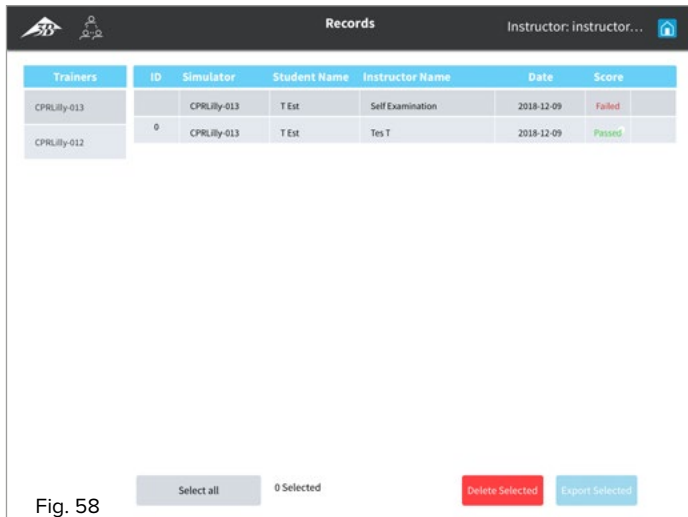 3B
Records
Instructor: instructor...
Trainers
ID Simulator Student Name Instructor Name Date Score
CPRLilly-013
CPRLilly-012
CPRLilly-013 T Est Self Examination 2018-12-09 Failed
0 CPRLilly-013 T Est Tes T 2018-12-09 Passed
Select all
0 Selected
Delete Selected
Export Selected
Fig. 58